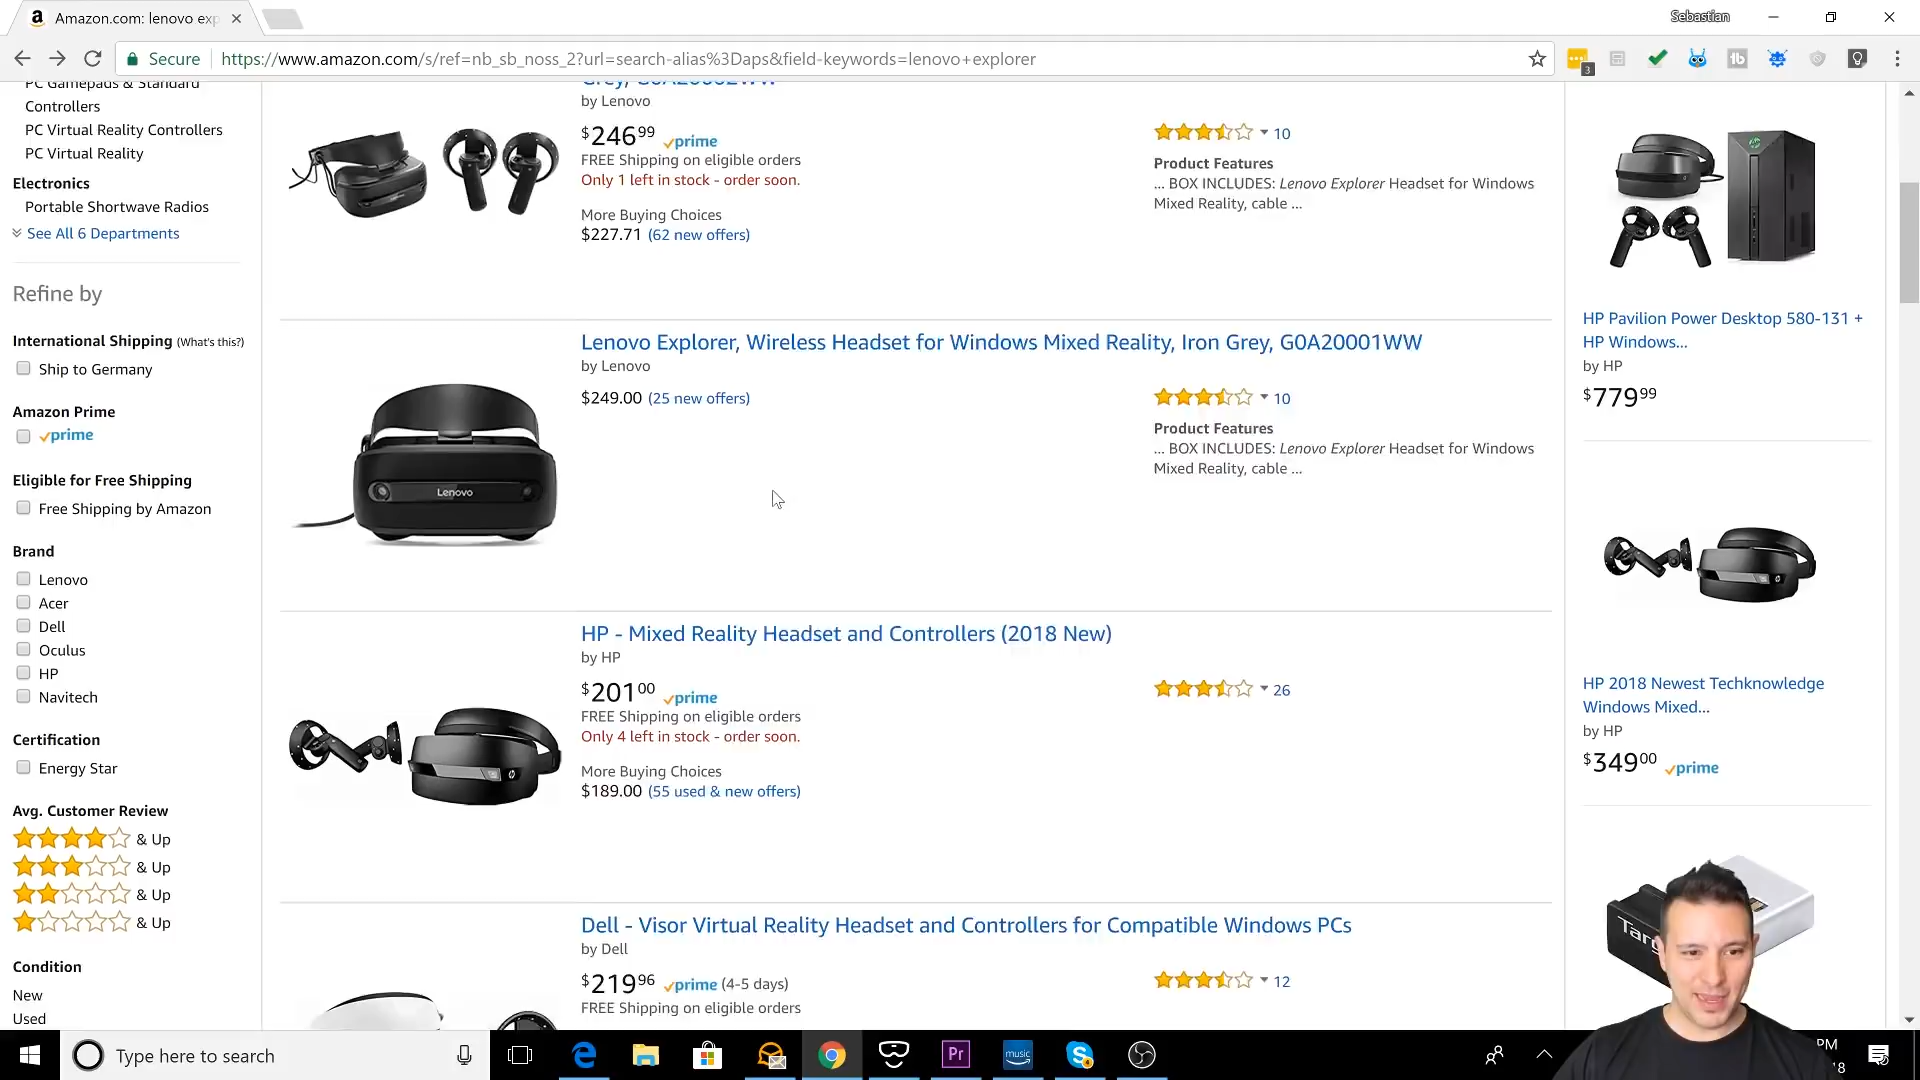 Amazon.com: lenovo exp
Sebastian
Secure
https://www.amazon.com/s/ref=nb_sb_noss_2?url=search-alias%3Daps&field-keywords=lenovo+explorer
3
PC Gamepads & Standard
Controllers
PC Virtual Reality Controllers
PC Virtual Reality
Electronics
Portable Shortwave Radios
See All 6 Departments
Refine by
International Shipping (What's this?)
Ship to Germany
Amazon Prime
prime
Eligible for Free Shipping
Free Shipping by Amazon
Brand
Lenovo
Acer
Dell
Oculus
HP
Navitech
Certification
Energy Star
Avg. Customer Review
& Up
& Up
& Up
& Up
Condition
New
Used
Grey, G0A20002WW
by Lenovo
$246 99 prime
FREE Shipping on eligible orders
Only 1 left in stock - order soon.
More Buying Choices
$227.71 (62 new offers)
10
Product Features
... BOX INCLUDES: Lenovo Explorer Headset for Windows
Mixed Reality, cable ...
Lenovo Explorer, Wireless Headset for Windows Mixed Reality, Iron Grey, G0A20001WW
by Lenovo
$249.00 (25 new offers)
10
Product Features
... BOX INCLUDES: Lenovo Explorer Headset for Windows
Mixed Reality, cable ...
Lenovo
HP - Mixed Reality Headset and Controllers (2018 New)
by HP
$201 00 prime
FREE Shipping on eligible orders
Only 4 left in stock - order soon.
More Buying Choices
$189.00 (55 used & new offers)
26
Dell - Visor Virtual Reality Headset and Controllers for Compatible Windows PCs
by Dell
$219 96 prime (4-5 days)
FREE Shipping on eligible orders
12
HP Pavilion Power Desktop 580-131 +
HP Windows...
by HP
$779 99
HP 2018 Newest Techknowledge
Windows Mixed...
by HP
$349 00 prime
Targ
Type here to search
Pr
music
4
PM
18